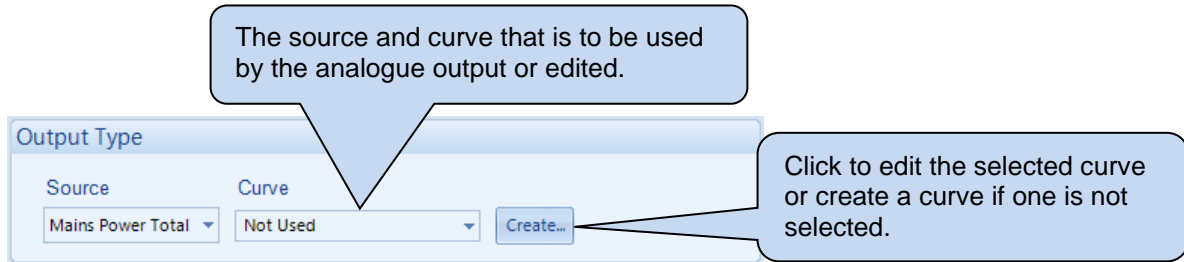 The source and curve that is to be used
by the analogue output or edited.
Output Type
Source
Curve
Mains Power Total
Not Used
Create...
Click to edit the selected curve
or create a curve if one is not
selected.